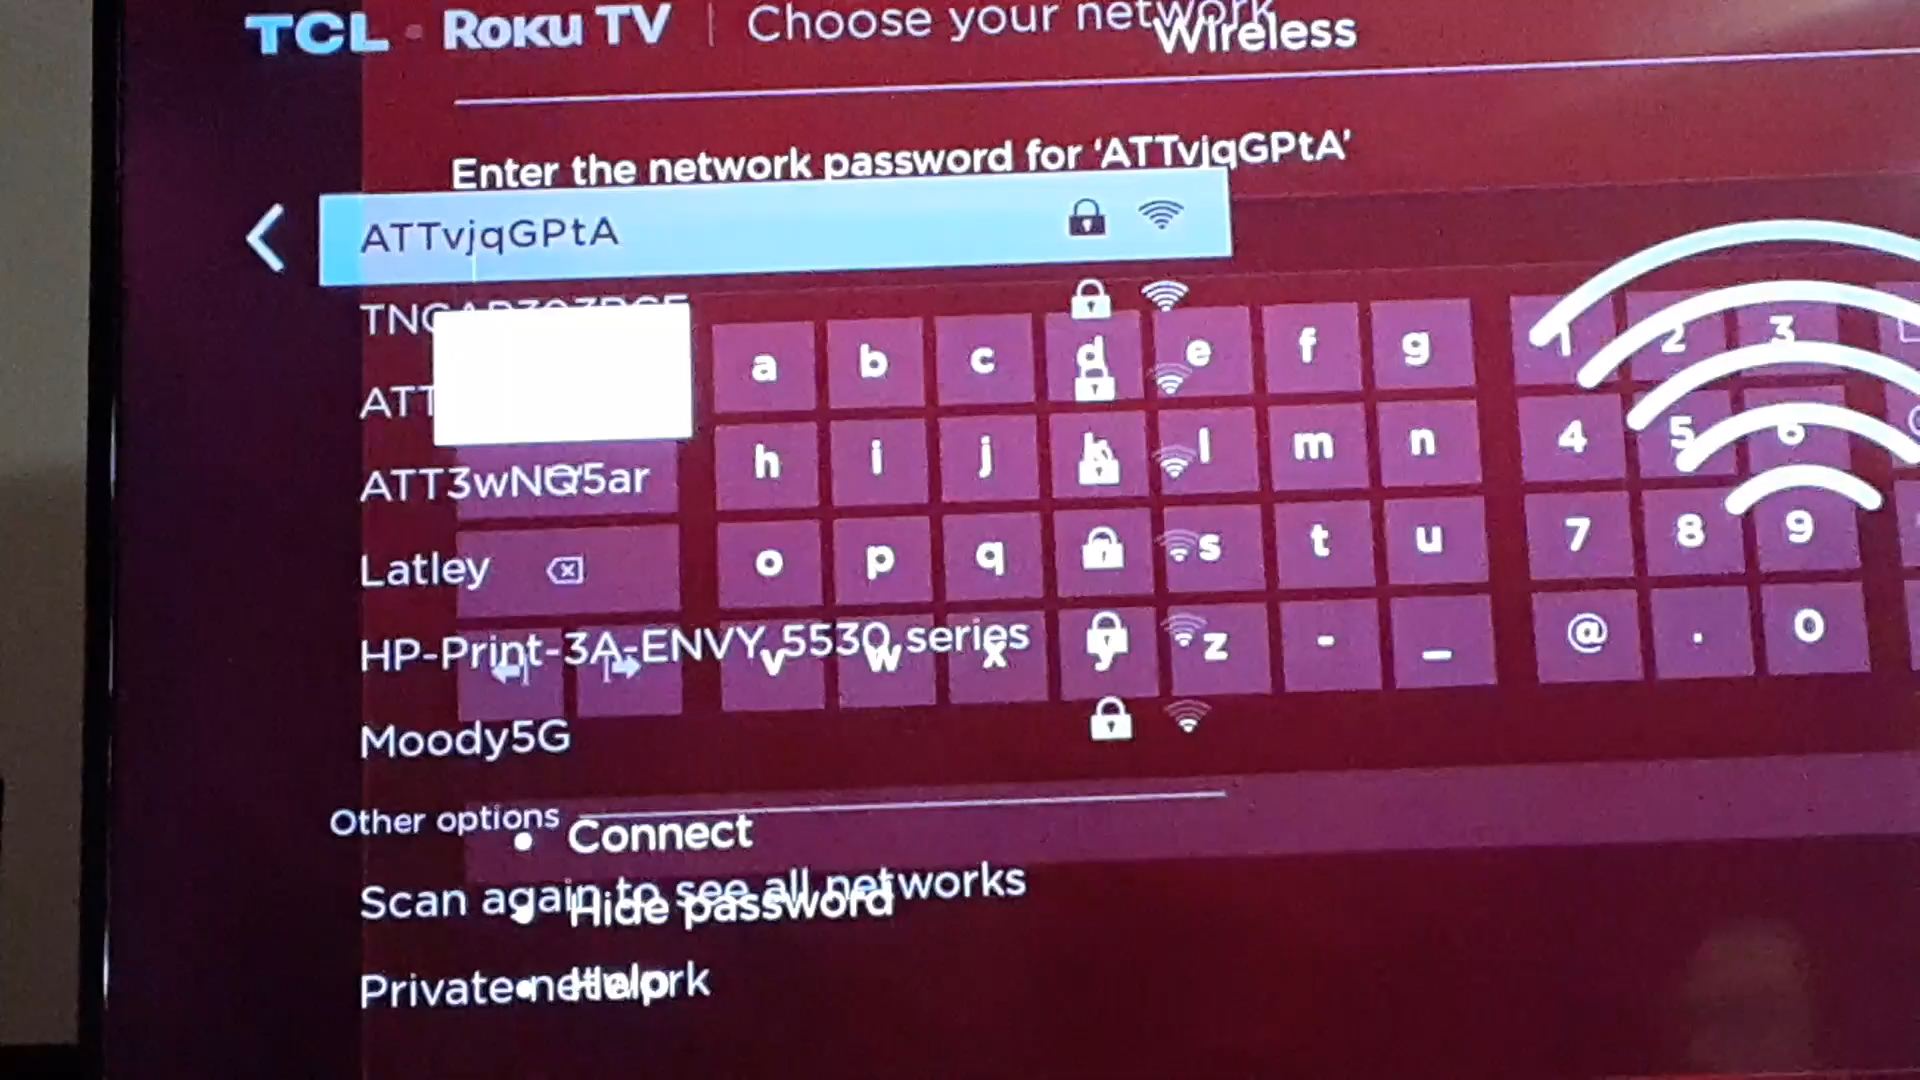 TCL • Roku TV | Choose your network
Wireless
Enter the network password for 'ATTvjqGPtA'
ATTvjqGPtA
a b c d e f g 1 2 3
ATT
h i j k l m n 4 5 6
ATT3wNQ5ar
o p q s t u 7 8 9
Latley
HP-Print-3A-ENVY 5530 series
v w x y z - _ @ . 0
Moody5G
Other options
• Connect
Scan again to see all networks
• Hide password
Private network
• Help